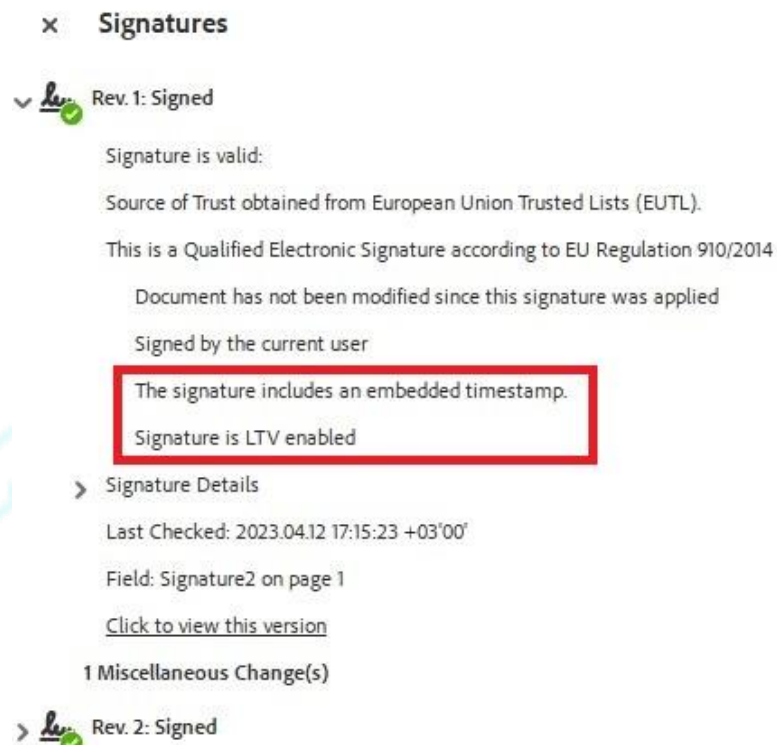 Signatures
Rev. 1: Signed
Signature is valid:
Source of Trust obtained from European Union Trusted Lists (EUTL).
This is a Qualified Electronic Signature according to EU Regulation 910/2014
Document has not been modified since this signature was applied
Signed by the current user
The signature includes an embedded timestamp.
Signature is LTV enabled
Signature Details
Last Checked: 2023.04.12 17:15:23 +03'00'
Field: Signature2 on page 1
Click to view this version
1 Miscellaneous Change(s)
Rev. 2: Signed